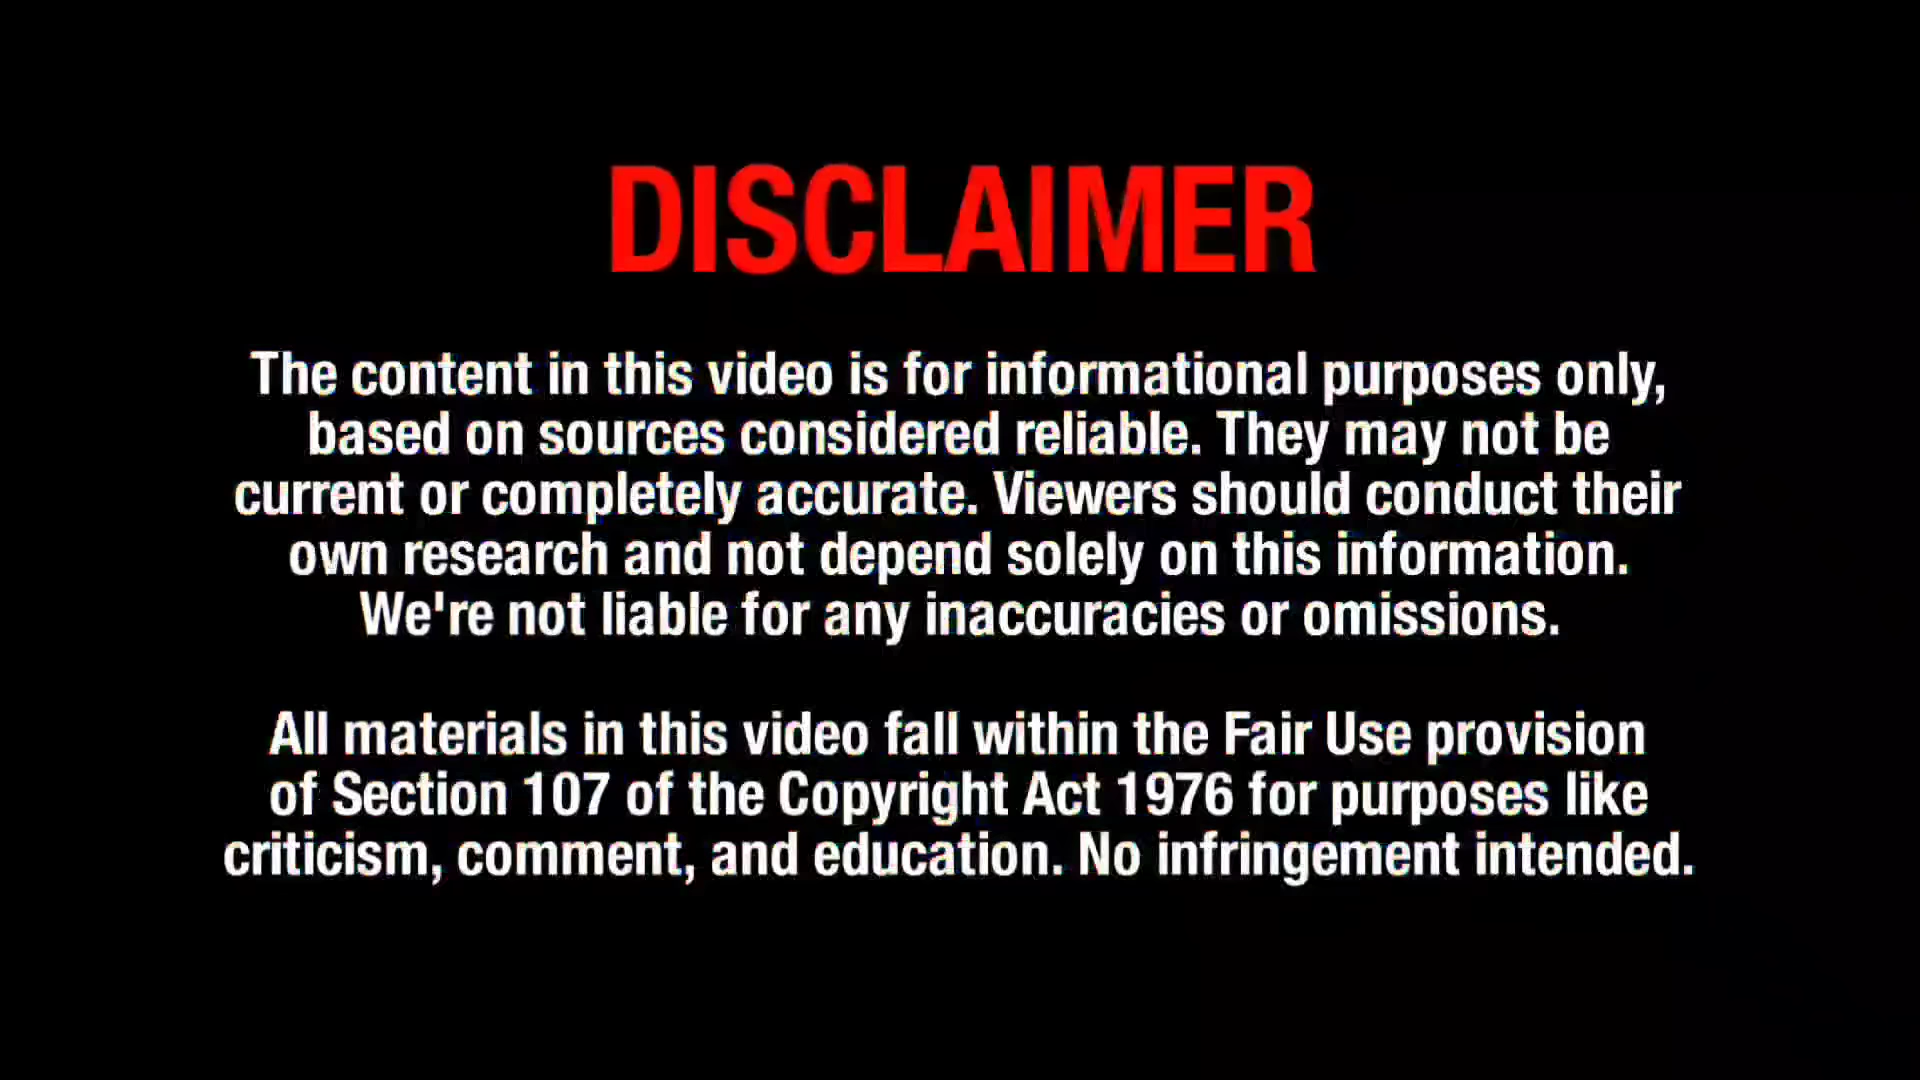 DISCLAIMER
The content in this video is for informational purposes only,
based on sources considered reliable. They may not be
current or completely accurate. Viewers should conduct their
own research and not depend solely on this information.
We're not liable for any inaccuracies or omissions.
All materials in this video fall within the Fair Use provision
of Section 107 of the Copyright Act 1976 for purposes like
criticism, comment, and education. No infringement intended.